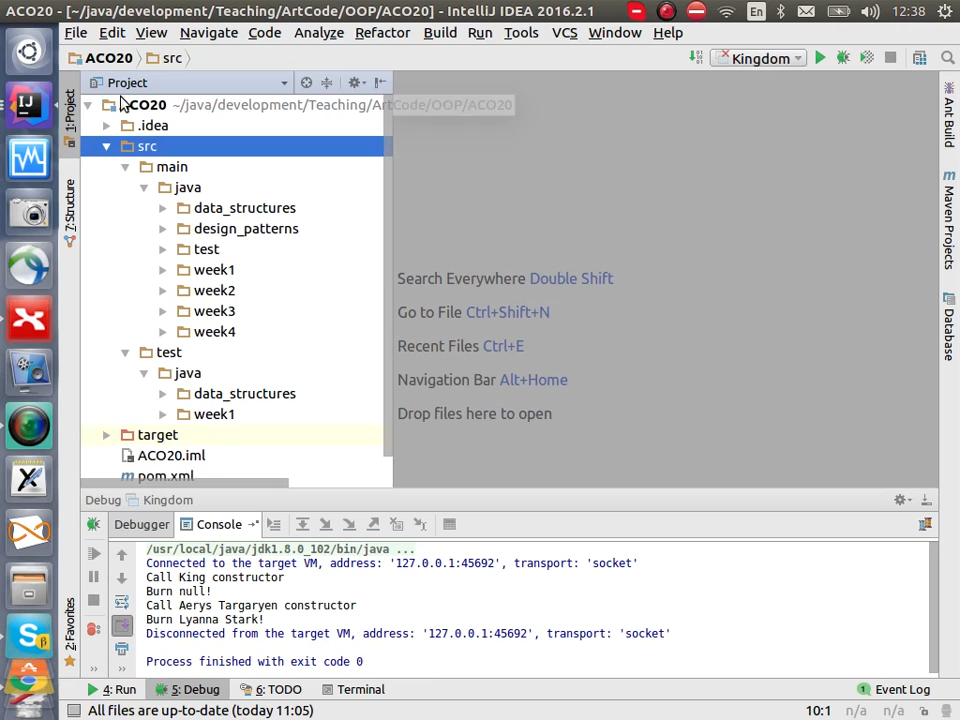 ACO20 - [~/java/development/Teaching/ArtCode/OOP/ACO20] - IntelliJ IDEA 2016.2.1 En 12:38
File Edit View Navigate Code Analyze Refactor Build Run Tools VCS Window Help
ACO20 src Kingdom
Project
CO20 ~/java/development/Teaching/ArtCode/OOP/ACO20
.idea
src
main
java
data_structures
design_patterns
test
week1
week2
week3
week4
test
java
data_structures
week1
target
ACO20.iml
pom.xml
1: Project
7: Structure
2: Favorites
Search Everywhere Double Shift
Go to File Ctrl+Shift+N
Recent Files Ctrl+E
Navigation Bar Alt+Home
Drop files here to open
Ant Build
Maven Projects
Database
Debug Kingdom
Debugger Console
/usr/local/java/jdk1.8.0_102/bin/java ...
Connected to the target VM, address: '127.0.0.1:45692', transport: 'socket'
Call King constructor
Burn null!
Call Aerys Targaryen constructor
Burn Lyanna Stark!
Disconnected from the target VM, address: '127.0.0.1:45692', transport: 'socket'
Process finished with exit code 0
4: Run 5: Debug 6: TODO Terminal 1 Event Log
All files are up-to-date (today 11:05) 10:1 n/a n/a